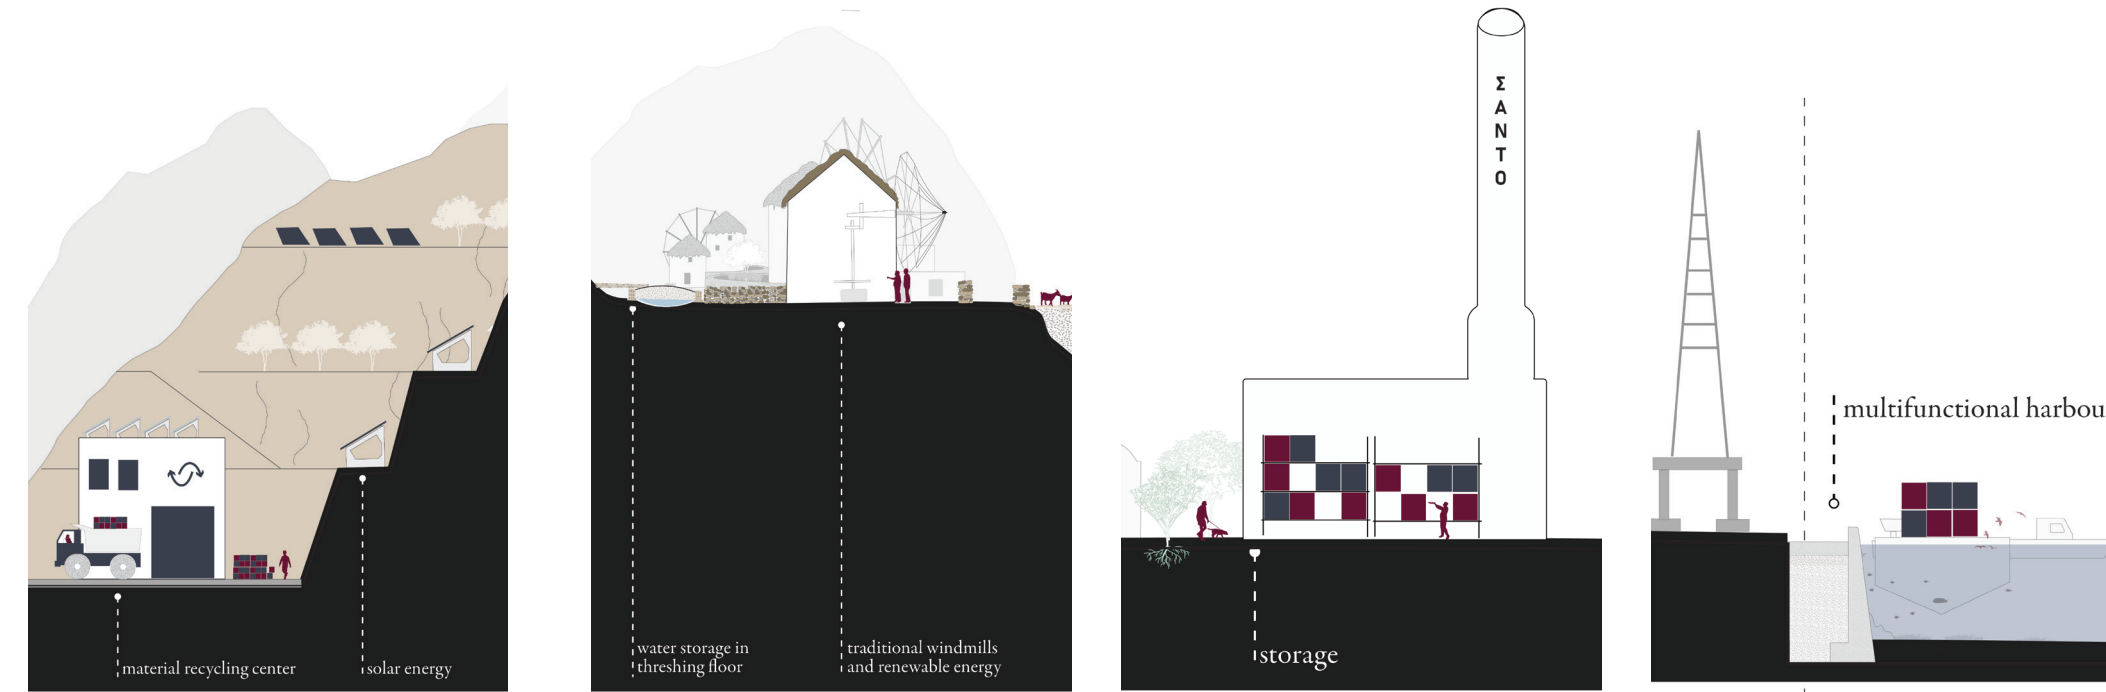 material recycling center
solar energy
water storage in
threshing floor
traditional windmills
and renewable energy
Σ
Α
Ν
Τ
Ο
storage
multifunctional harbou